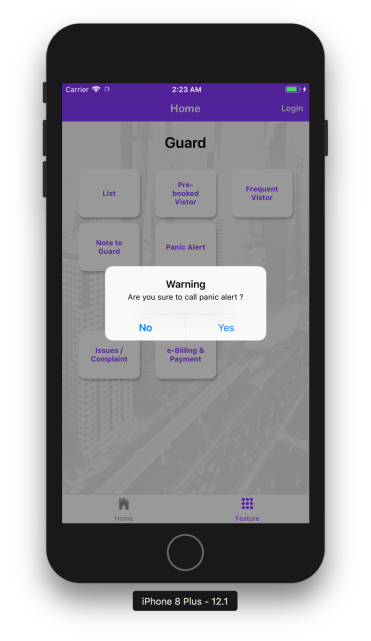 Carrier 2:23 AM
Home Login
Guard
List
Pre-
booked
Vistor
Frequent
Vistor
Note to
Guard
Panic Alert
Warning
Are you sure to call panic alert ?
No Yes
Issues /
Complaint
e-Billing &
Payment
Home Feature
iPhone 8 Plus - 12.1